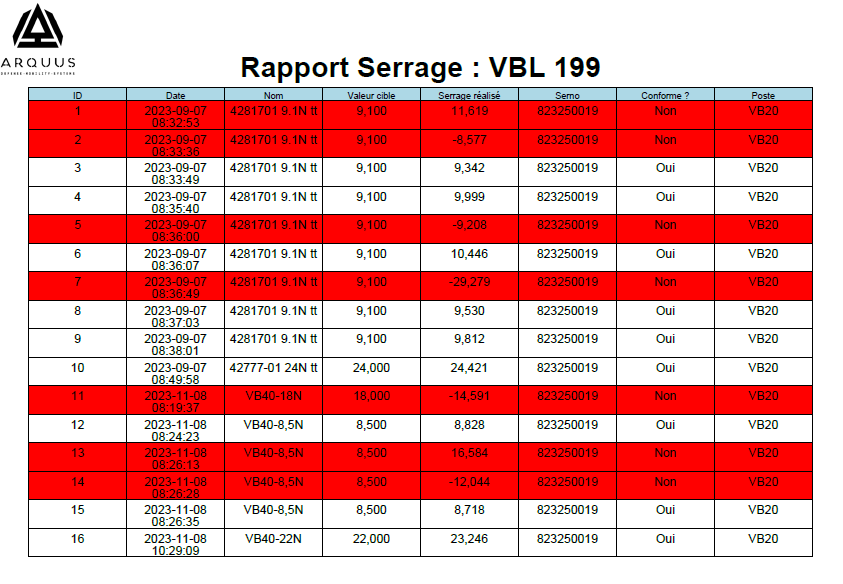 ARQUUS
DEFENSE-MOBILITY-SYSTEMS
Rapport Serrage : VBL 199
ID Date Nom Valeur cible Serrage réalisé Serno Conforme ? Poste
1 2023-09-07 4281701 9.1N tt 9,100 11,619 823250019 Non VB20
08:32:53
2 2023-09-07 4281701 9.1N tt 9,100 -8,577 823250019 Non VB20
08:33:36
3 2023-09-07 4281701 9.1N tt 9,100 9,342 823250019 Oui VB20
08:33:49
4 2023-09-07 4281701 9.1N tt 9,100 9,999 823250019 Oui VB20
08:35:40
5 2023-09-07 4281701 9.1N tt 9,100 -9,208 823250019 Non VB20
08:36:00
6 2023-09-07 4281701 9.1N tt 9,100 10,446 823250019 Oui VB20
08:36:07
7 2023-09-07 4281701 9.1N tt 9,100 -29,279 823250019 Non VB20
08:36:49
8 2023-09-07 4281701 9.1N tt 9,100 9,530 823250019 Oui VB20
08:37:03
9 2023-09-07 4281701 9.1N tt 9,100 9,812 823250019 Oui VB20
08:38:01
10 2023-09-07 42777-01 24N tt 24,000 24,421 823250019 Oui VB20
08:49:58
11 2023-11-08 VB40-18N 18,000 -14,591 823250019 Non VB20
08:19:37
12 2023-11-08 VB40-8,5N 8,500 8,828 823250019 Oui VB20
08:24:23
13 2023-11-08 VB40-8,5N 8,500 16,584 823250019 Non VB20
08:26:13
14 2023-11-08 VB40-8,5N 8,500 -12,044 823250019 Non VB20
08:26:28
15 2023-11-08 VB40-8,5N 8,500 8,718 823250019 Oui VB20
08:26:35
16 2023-11-08 VB40-22N 22,000 23,246 823250019 Oui VB20
10:29:09